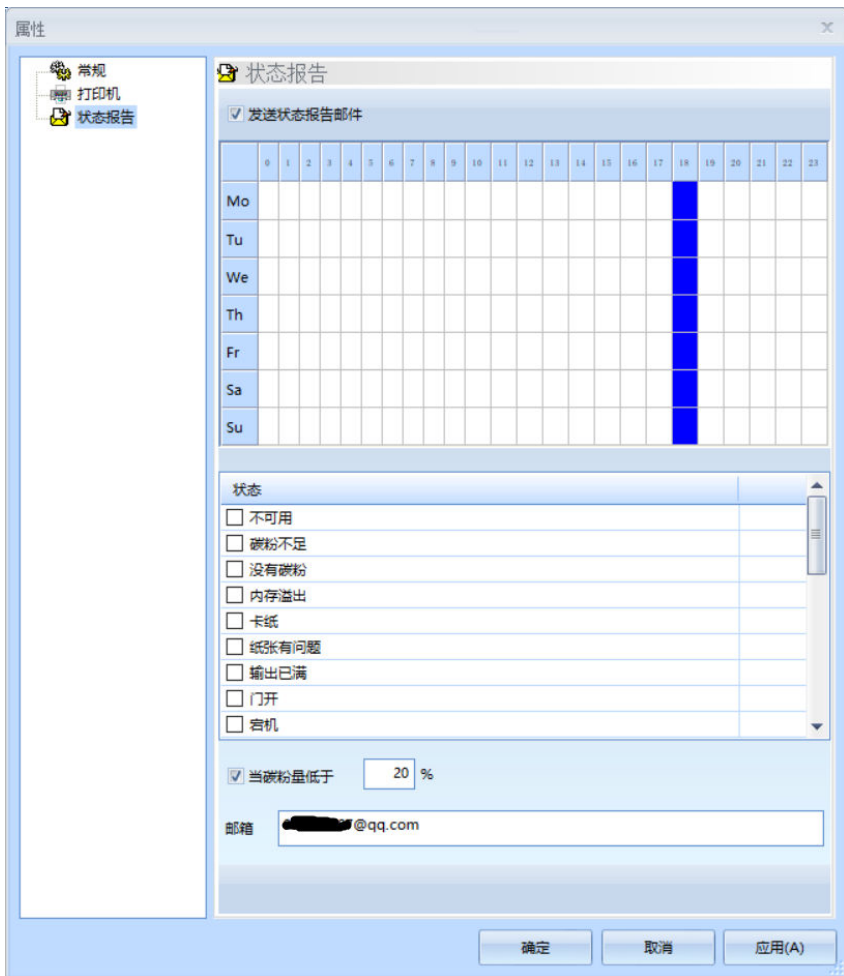 属性
常规
打印机
状态报告
状态报告
发送状态报告邮件
0 1 2 3 4 5 6 7 8 9 10 11 12 13 14 15 16 17 18 19 20 21 22 23
Mo
Tu
We
Th
Fr
Sa
Su
状态
不可用
碳粉不足
没有碳粉
内存溢出
卡纸
纸张有问题
输出已满
门开
宕机
当碳粉量低于 20 %
邮箱 @qq.com
确定 取消 应用(A)